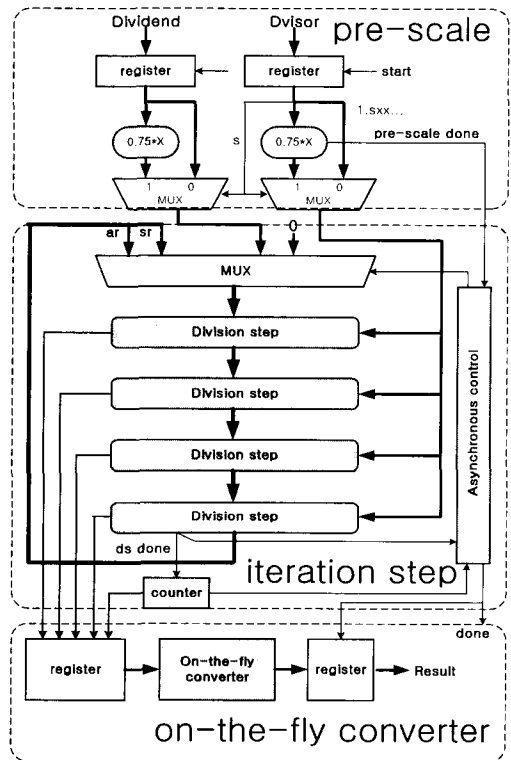 Dividend
Dvisor
pre-scale
register
register
start
1.sxx...
s
pre-scale done
0.75*X
0.75*X
1 0
MUX
1 0
MUX
ar sr
0
MUX
Division step
Division step
Division step
Division step
Asynchronous control
ds done
iteration step
counter
done
register
On-the-fly
converter
register
Result
on-the-fly converter